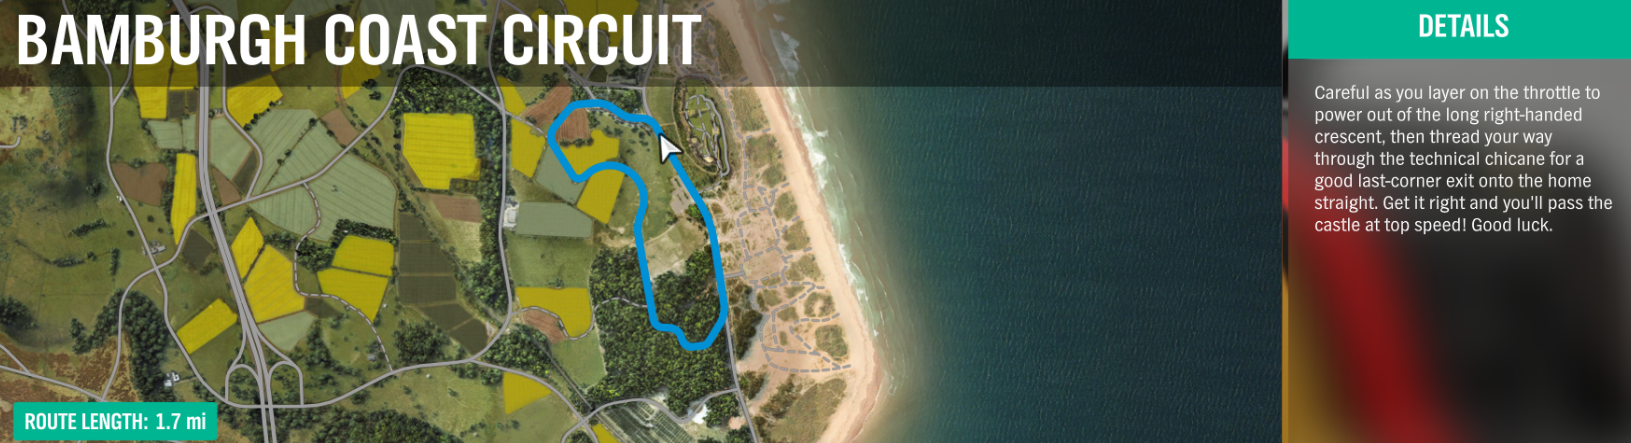 BAMBURGH COAST CIRCUIT
ROUTE LENGTH: 1.7 mi
DETAILS
Careful as you layer on the throttle to
power out of the long right-handed
crescent, then thread your way
through the technical chicane for a
good last-corner exit onto the home
straight. Get it right and you'll pass the
castle at top speed! Good luck.